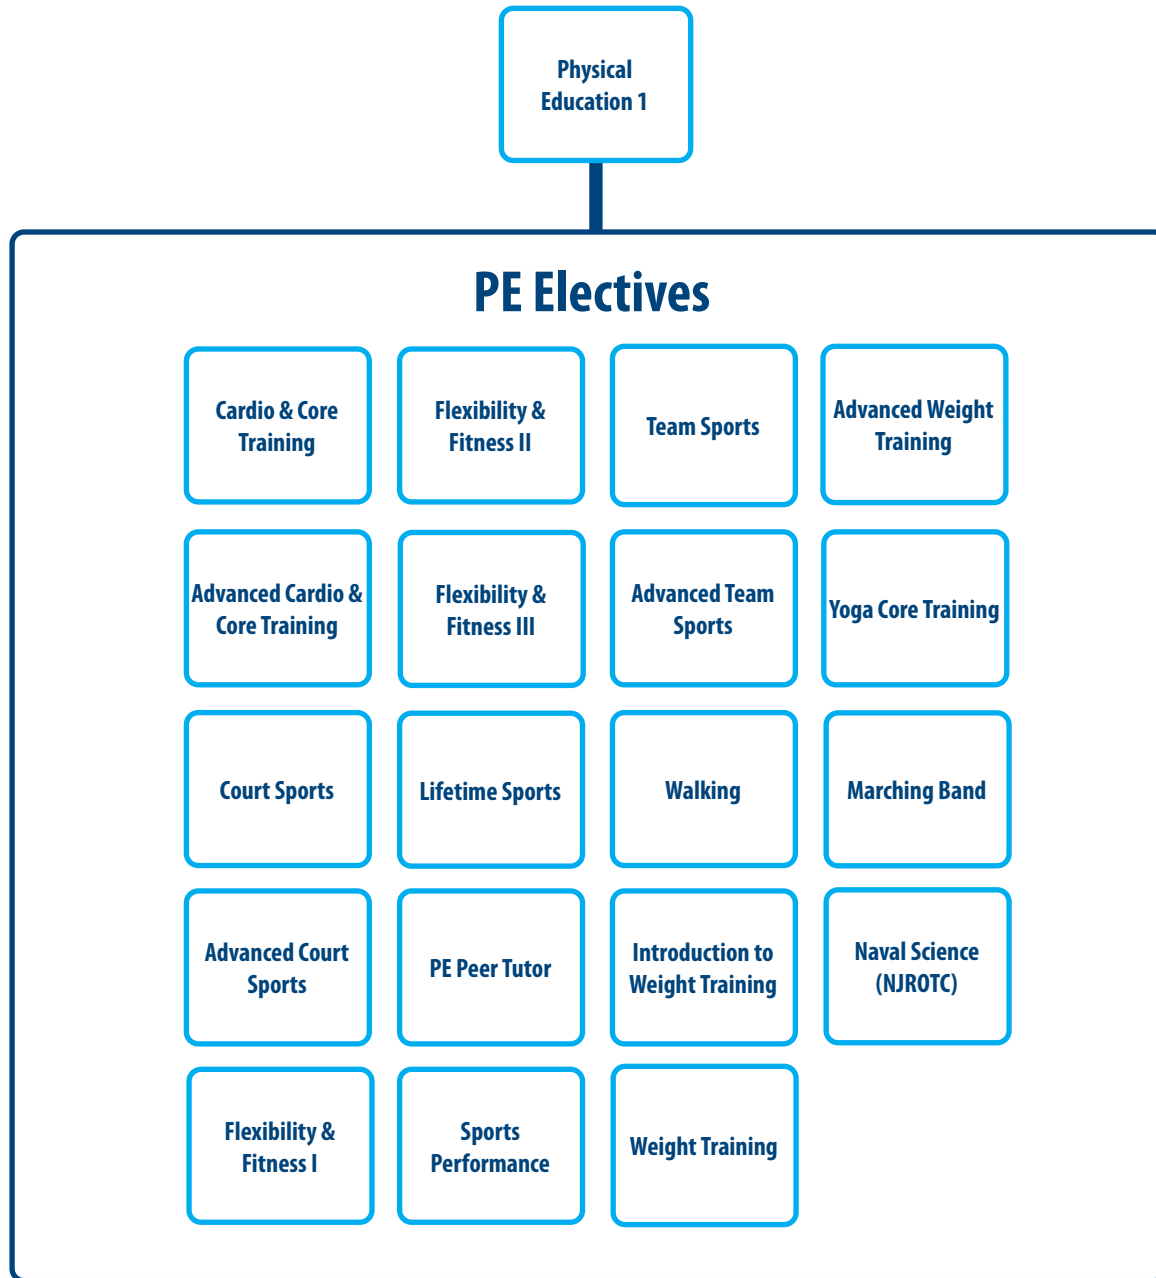 Physical
Education 1
PE Electives
Cardio & Core
Training
Flexibility &
Fitness II
Team Sports
Advanced Weight
Training
Advanced Cardio &
Core Training
Flexibility &
Fitness III
Advanced Team
Sports
Yoga Core Training
Court Sports
Lifetime Sports
Walking
Marching Band
Advanced Court
Sports
PE Peer Tutor
Introduction to
Weight Training
Naval Science
(NJROTC)
Flexibility &
Fitness I
Sports
Performance
Weight Training